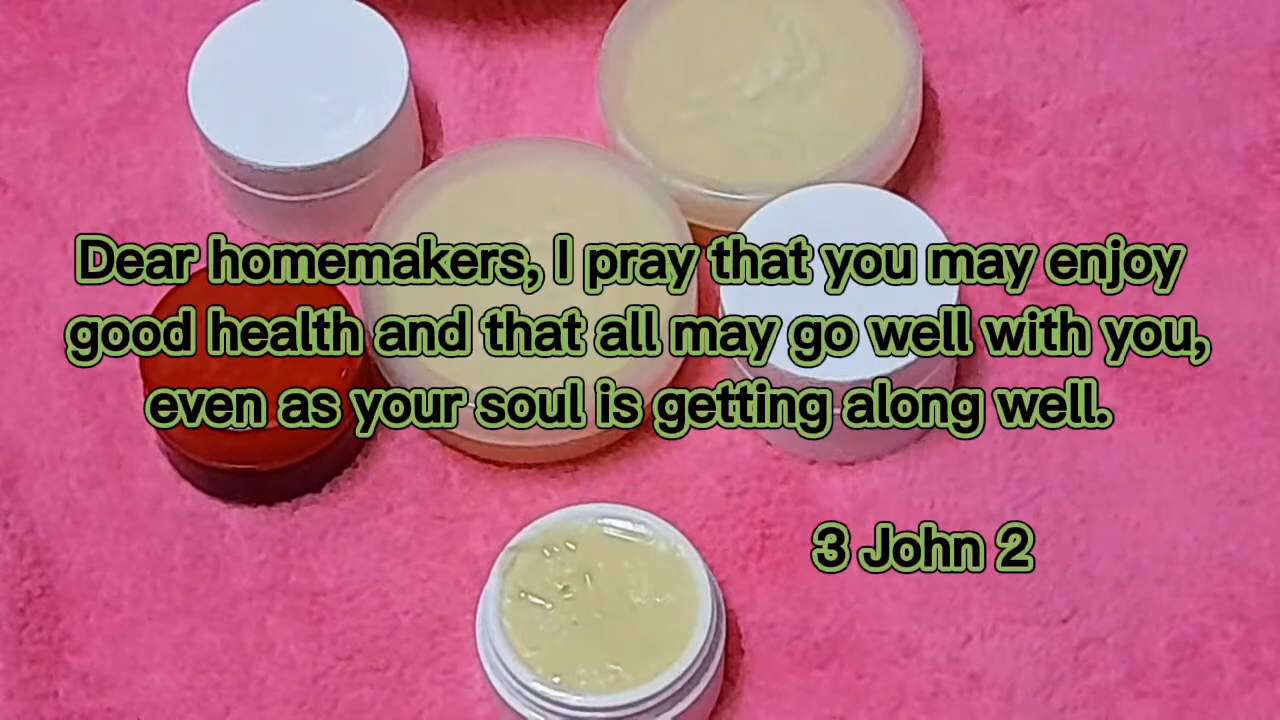 Dear homemakers, I pray that you may enjoy
good health and that all may go well with you,
even as your soul is getting along well.
3 John 2